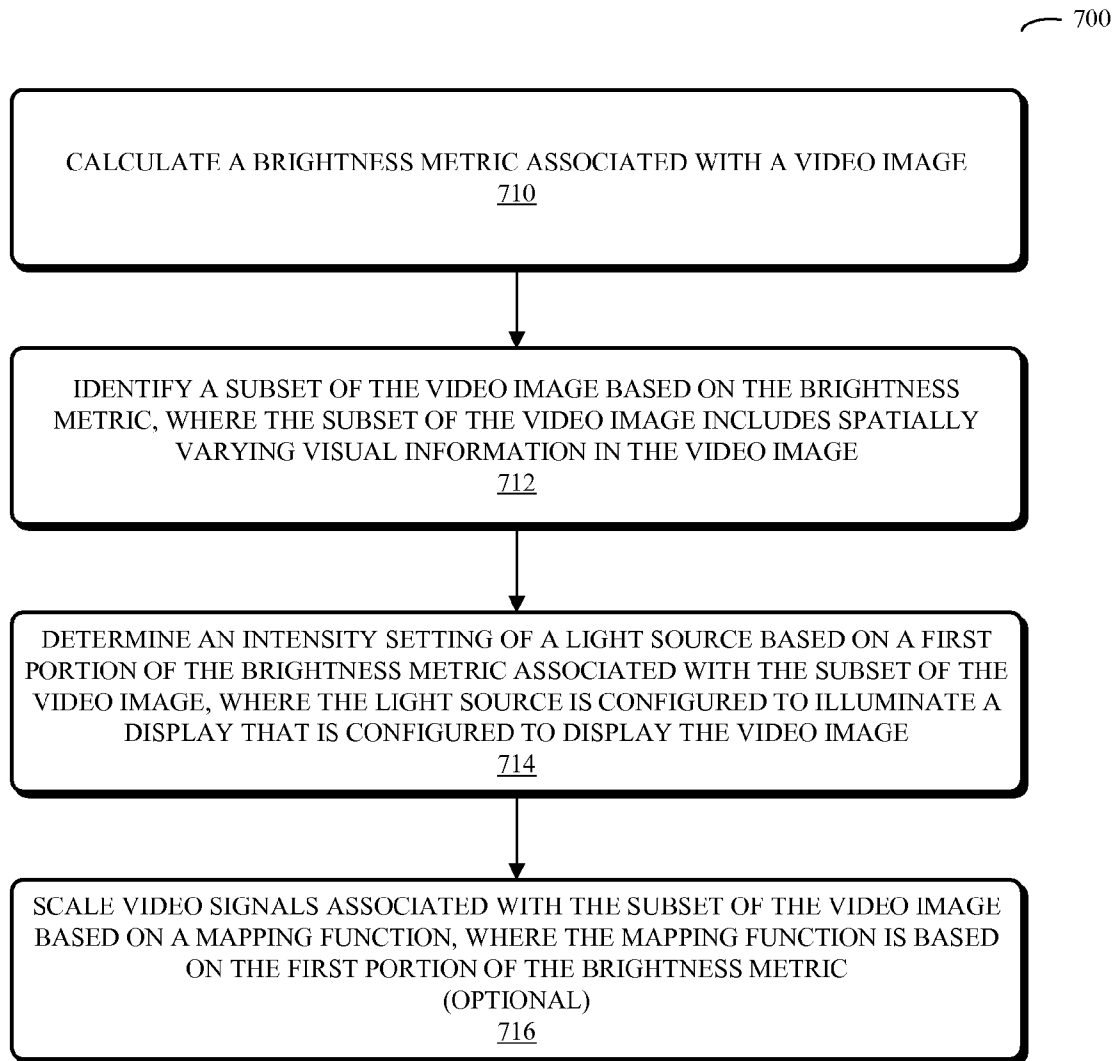 700
CALCULATE A BRIGHTNESS METRIC ASSOCIATED WITH A VIDEO IMAGE
710
IDENTIFY A SUBSET OF THE VIDEO IMAGE BASED ON THE BRIGHTNESS
METRIC, WHERE THE SUBSET OF THE VIDEO IMAGE INCLUDES SPATIALLY
VARYING VISUAL INFORMATION IN THE VIDEO IMAGE
712
DETERMINE AN INTENSITY SETTING OF A LIGHT SOURCE BASED ON A FIRST
PORTION OF THE BRIGHTNESS METRIC ASSOCIATED WITH THE SUBSET OF THE
VIDEO IMAGE, WHERE THE LIGHT SOURCE IS CONFIGURED TO ILLUMINATE A
DISPLAY THAT IS CONFIGURED TO DISPLAY THE VIDEO IMAGE
714
SCALE VIDEO SIGNALS ASSOCIATED WITH THE SUBSET OF THE VIDEO IMAGE
BASED ON A MAPPING FUNCTION, WHERE THE MAPPING FUNCTION IS BASED
ON THE FIRST PORTION OF THE BRIGHTNESS METRIC
(OPTIONAL)
716